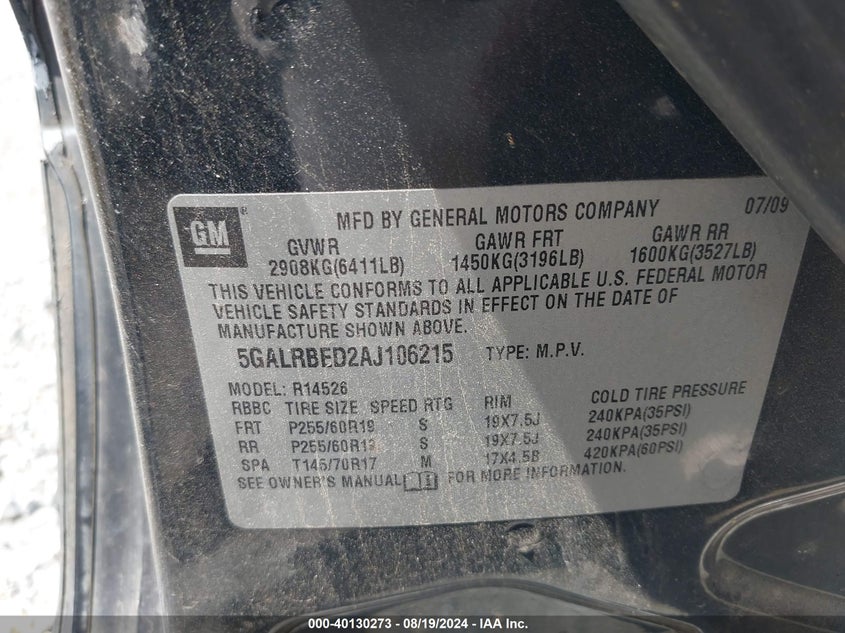 GM
®
MFD BY GENERAL MOTORS COMPANY 07/09
GVWR GAWR FRT GAWR RR
2908KG(6411LB) 1450KG(3196LB) 1600KG(3527LB)
THIS VEHICLE CONFORMS TO ALL APPLICABLE U.S. FEDERAL MOTOR
VEHICLE SAFETY STANDARDS IN EFFECT ON THE DATE OF
MANUFACTURE SHOWN ABOVE.
5GALRBED2AJ106215 TYPE: M.P.V.
MODEL: R14526
RBBC TIRE SIZE SPEED RTG RIM COLD TIRE PRESSURE
FRT P255/60R19 S 19X7.5J 240KPA(35PSI)
RR P255/60R19 S 19X7.5J 240KPA(35PSI)
SPA T145/70R17 M 17X4.5B 420KPA(60PSI)
SEE OWNER'S MANUAL FOR MORE INFORMATION.
000-40130273 - 08/19/2024 - IAA Inc.